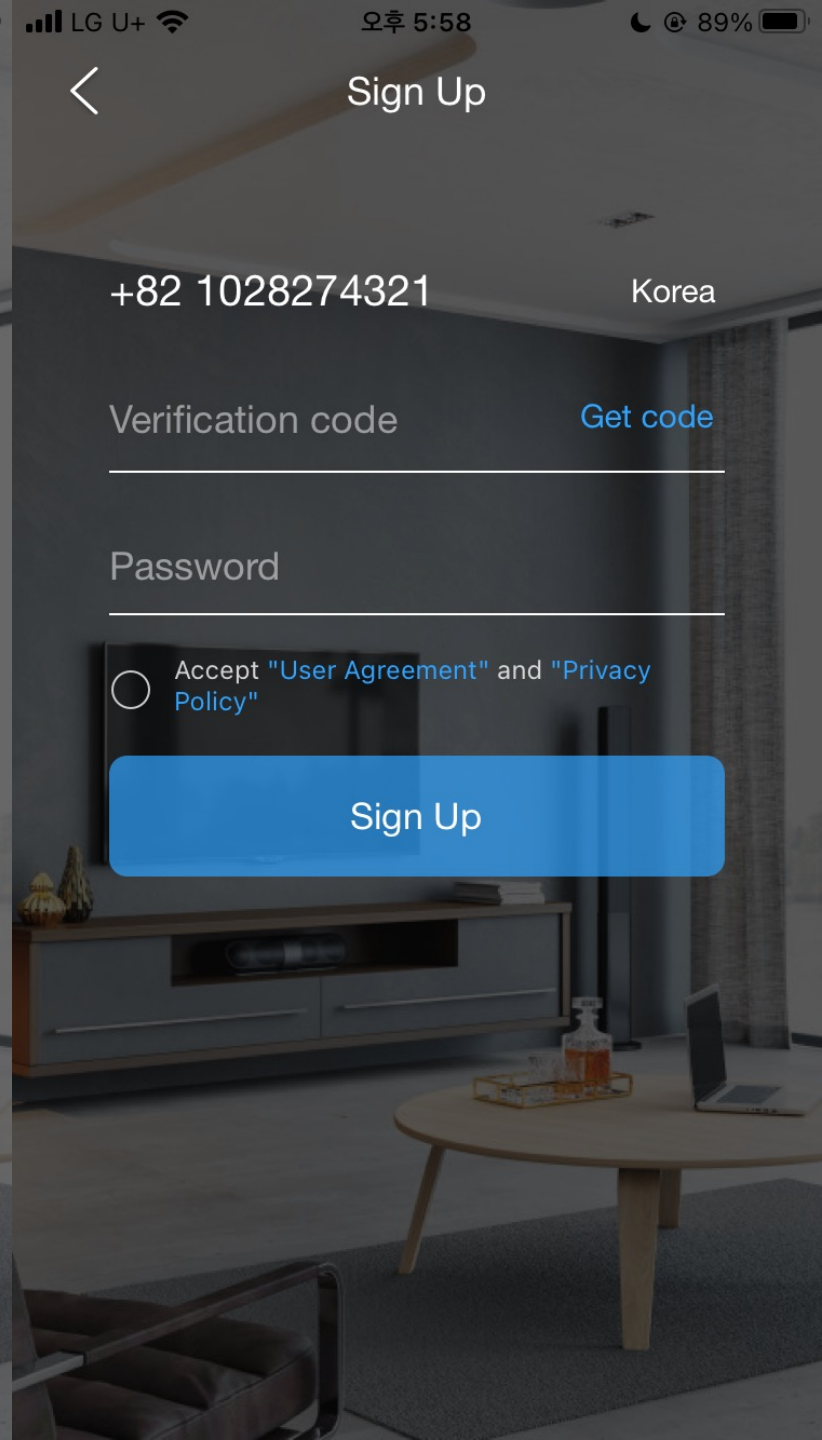 LG U+ 오후 5:58 89%
Sign Up
+82 1028274321 Korea
Verification code Get code
Password
Accept "User Agreement" and "Privacy
Policy"
Sign Up